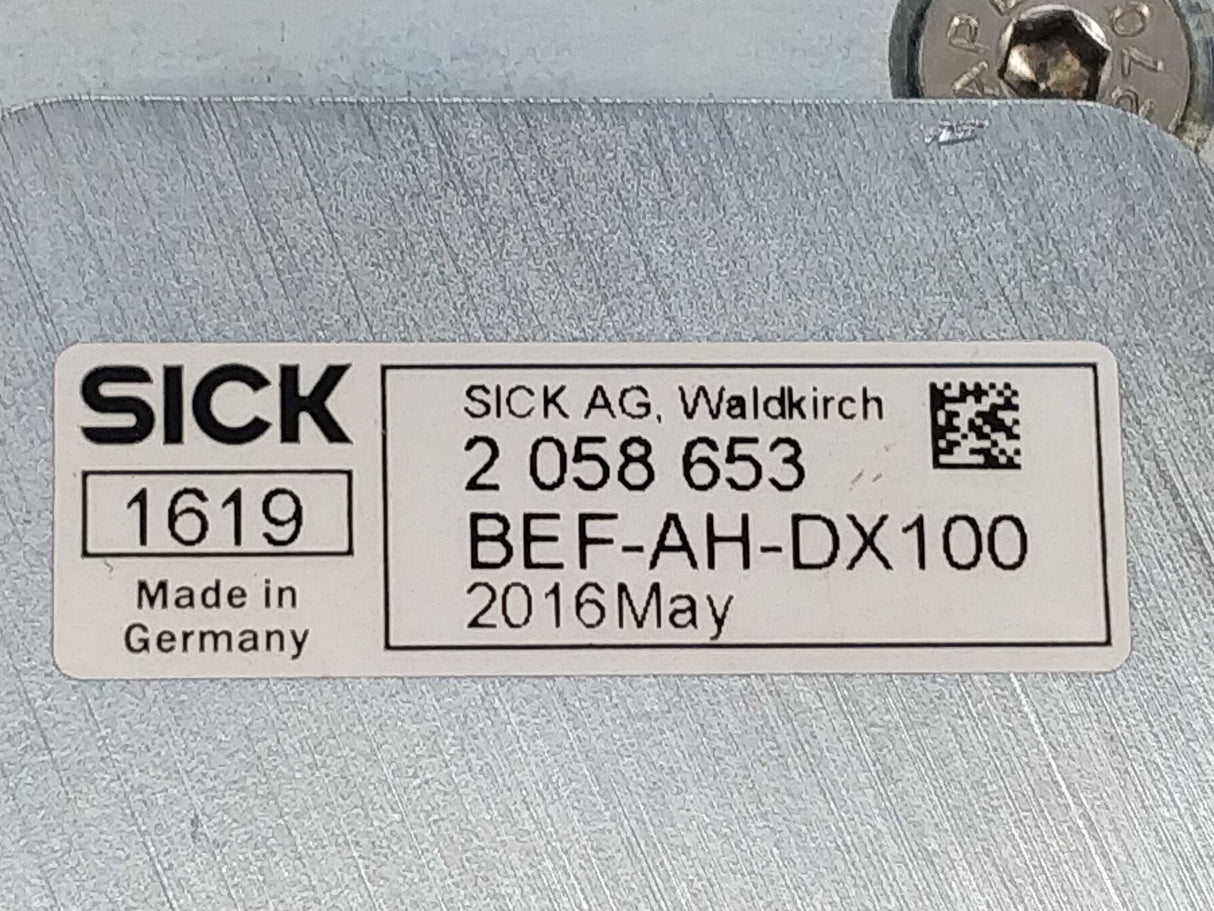 SICK
1619
Made in
Germany
SICK AG, Waldkirch
2 058 653
BEF-AH-DX100
2016May